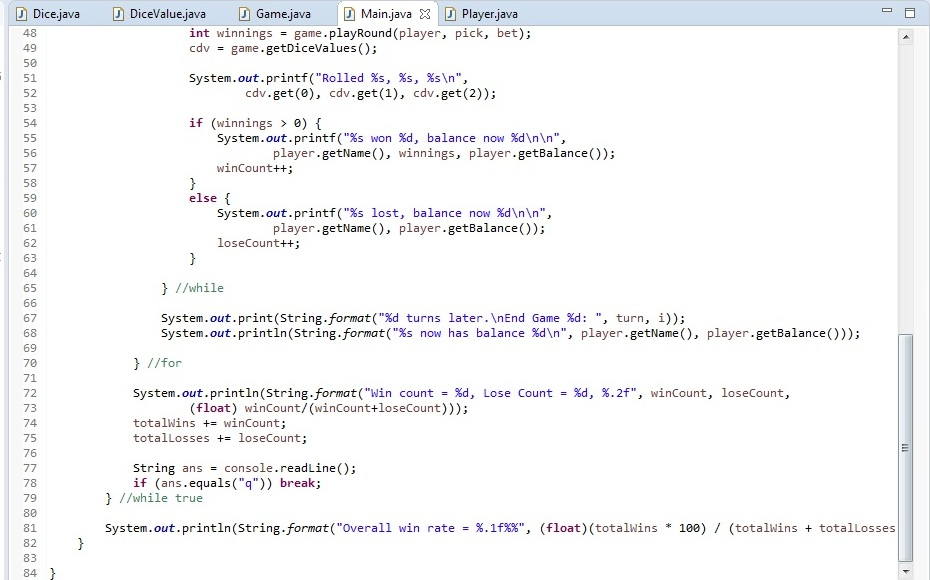 Dice.java DiceValue.java Game.java Main.java Player.java
48 int winnings = game.playRound(player, pick, bet);
49 cdv = game.getDiceValues();
50
51 System.out.printf("Rolled %s, %s, %s\n",
52 cdv.get(0), cdv.get(1), cdv.get(2));
53
54 if (winnings > 0) {
55 System.out.printf("%s won %d, balance now %d\n\n",
56 player.getName(), winnings, player.getBalance());
57 winCount++;
58 }
59 else {
60 System.out.printf("%s lost, balance now %d\n\n",
61 player.getName(), player.getBalance());
62 loseCount++;
63 }
64
65 } //while
66
67 System.out.print(String.format("%d turns later.\nEnd Game %d: ", turn, i));
68 System.out.println(String.format("%s now has balance %d\n", player.getName(), player.getBalance()));
69
70 } //for
71
72 System.out.println(String.format("Win count = %d, Lose Count = %d, %.2f", winCount, loseCount,
73 (float) winCount/(winCount+loseCount)));
74 totalWins += winCount;
75 totalLosses += loseCount;
76
77 String ans = console.readLine();
78 if (ans.equals("q")) break;
79 } //while true
80
81 System.out.println(String.format("Overall win rate = %.1f%%", (float)(totalWins * 100) / (totalWins + totalLosses
82 }
83
84 }